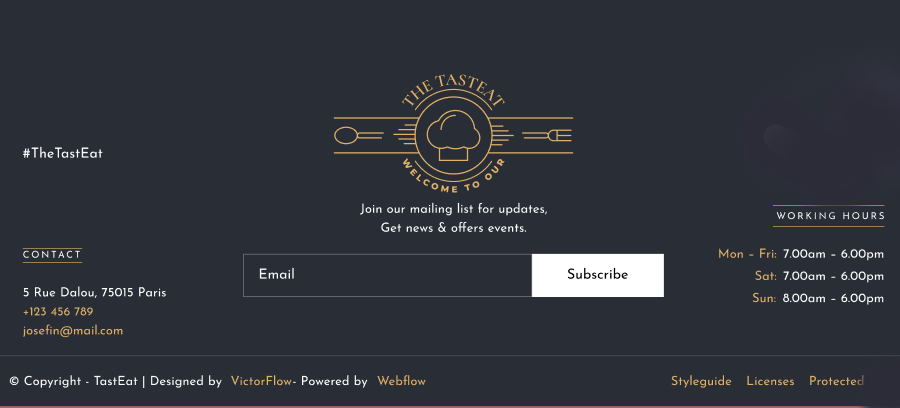 THE TASTEAT
WELCOME TO OUR
#TheTastEat
Join our mailing list for updates,
Get news & offers events.
Email
Subscribe
CONTACT
5 Rue Dalou, 75015 Paris
+123 456 789
josefin@mail.com
WORKING HOURS
Mon – Fri: 7.00am – 6.00pm
Sat: 7.00am – 6.00pm
Sun: 8.00am – 6.00pm
© Copyright - TastEat | Designed by VictorFlow- Powered by Webflow
Styleguide Licenses Protected